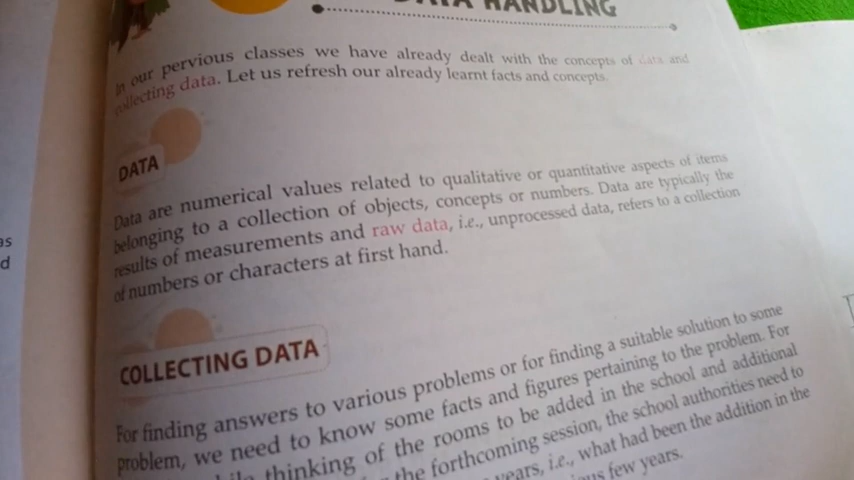 DATA HANDLING
In our pervious classes we have already dealt with the concepts of data and
collecting data. Let us refresh our already learnt facts and concepts.
DATA
Data are numerical values related to qualitative or quantitative aspects of items
belonging to a collection of objects, concepts or numbers. Data are typically the
results of measurements and raw data, i.e., unprocessed data, refers to a collection
of numbers or characters at first hand.
COLLECTING DATA
For finding answers to various problems or for finding a suitable solution to some
problem, we need to know some facts and figures pertaining to the problem. For
thinking of the rooms to be added in the school and additional
the forthcoming session, the school authorities need to
years, i.e., what had been the addition in the
few years.
as
d